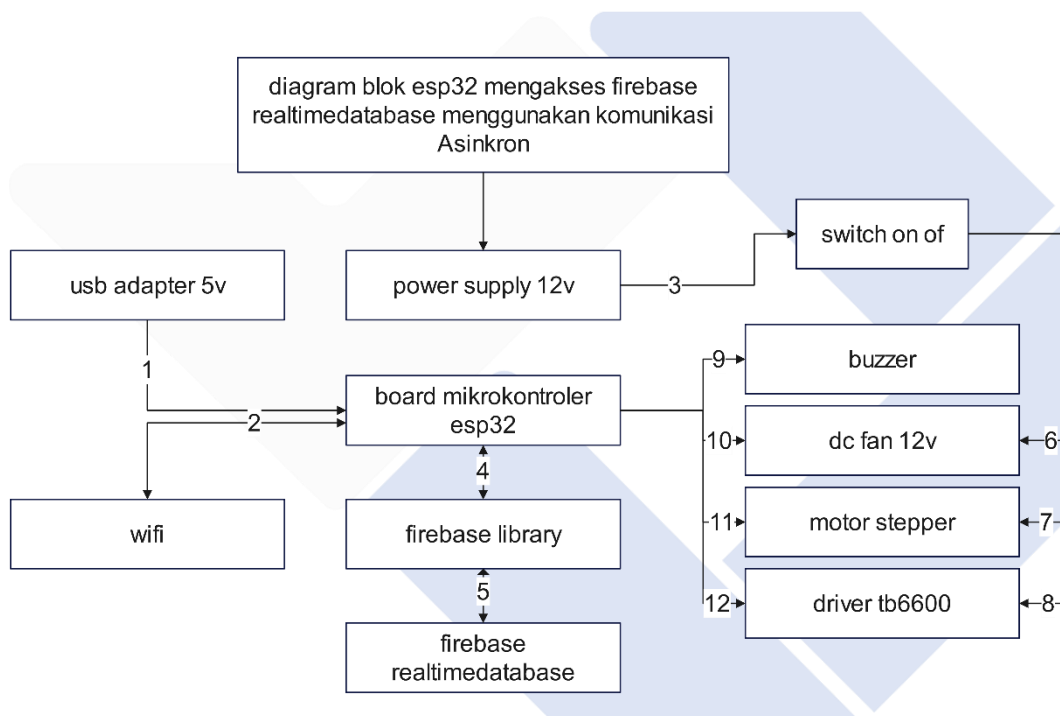 diagram blok esp32 mengakses firebase
realtimedatabase menggunakan komunikasi
Asinkron
switch on of
usb adapter 5v
power supply 12v
3
1
board mikrokontroler
esp32
9
buzzer
2
10
dc fan 12v
6
4
wifi
firebase library
11
motor stepper
7
5
12
driver tb6600
8
firebase
realtimedatabase